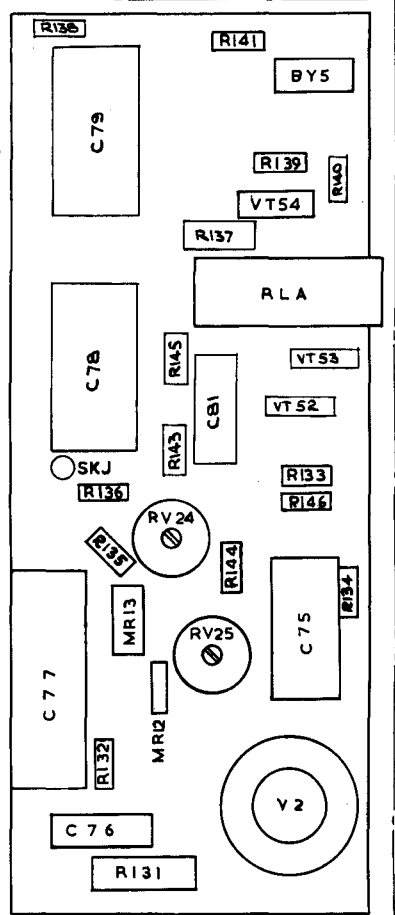 R138
R141
BY5
C79
R139
R140
VT54
R137
RLA
C78
R145
VT53
C81
VT52
R143
SKJ
R133
R136
R146
RV24
R135
R144
R134
MR13
C75
RV25
C77
MR12
R132
V2
C76
R131